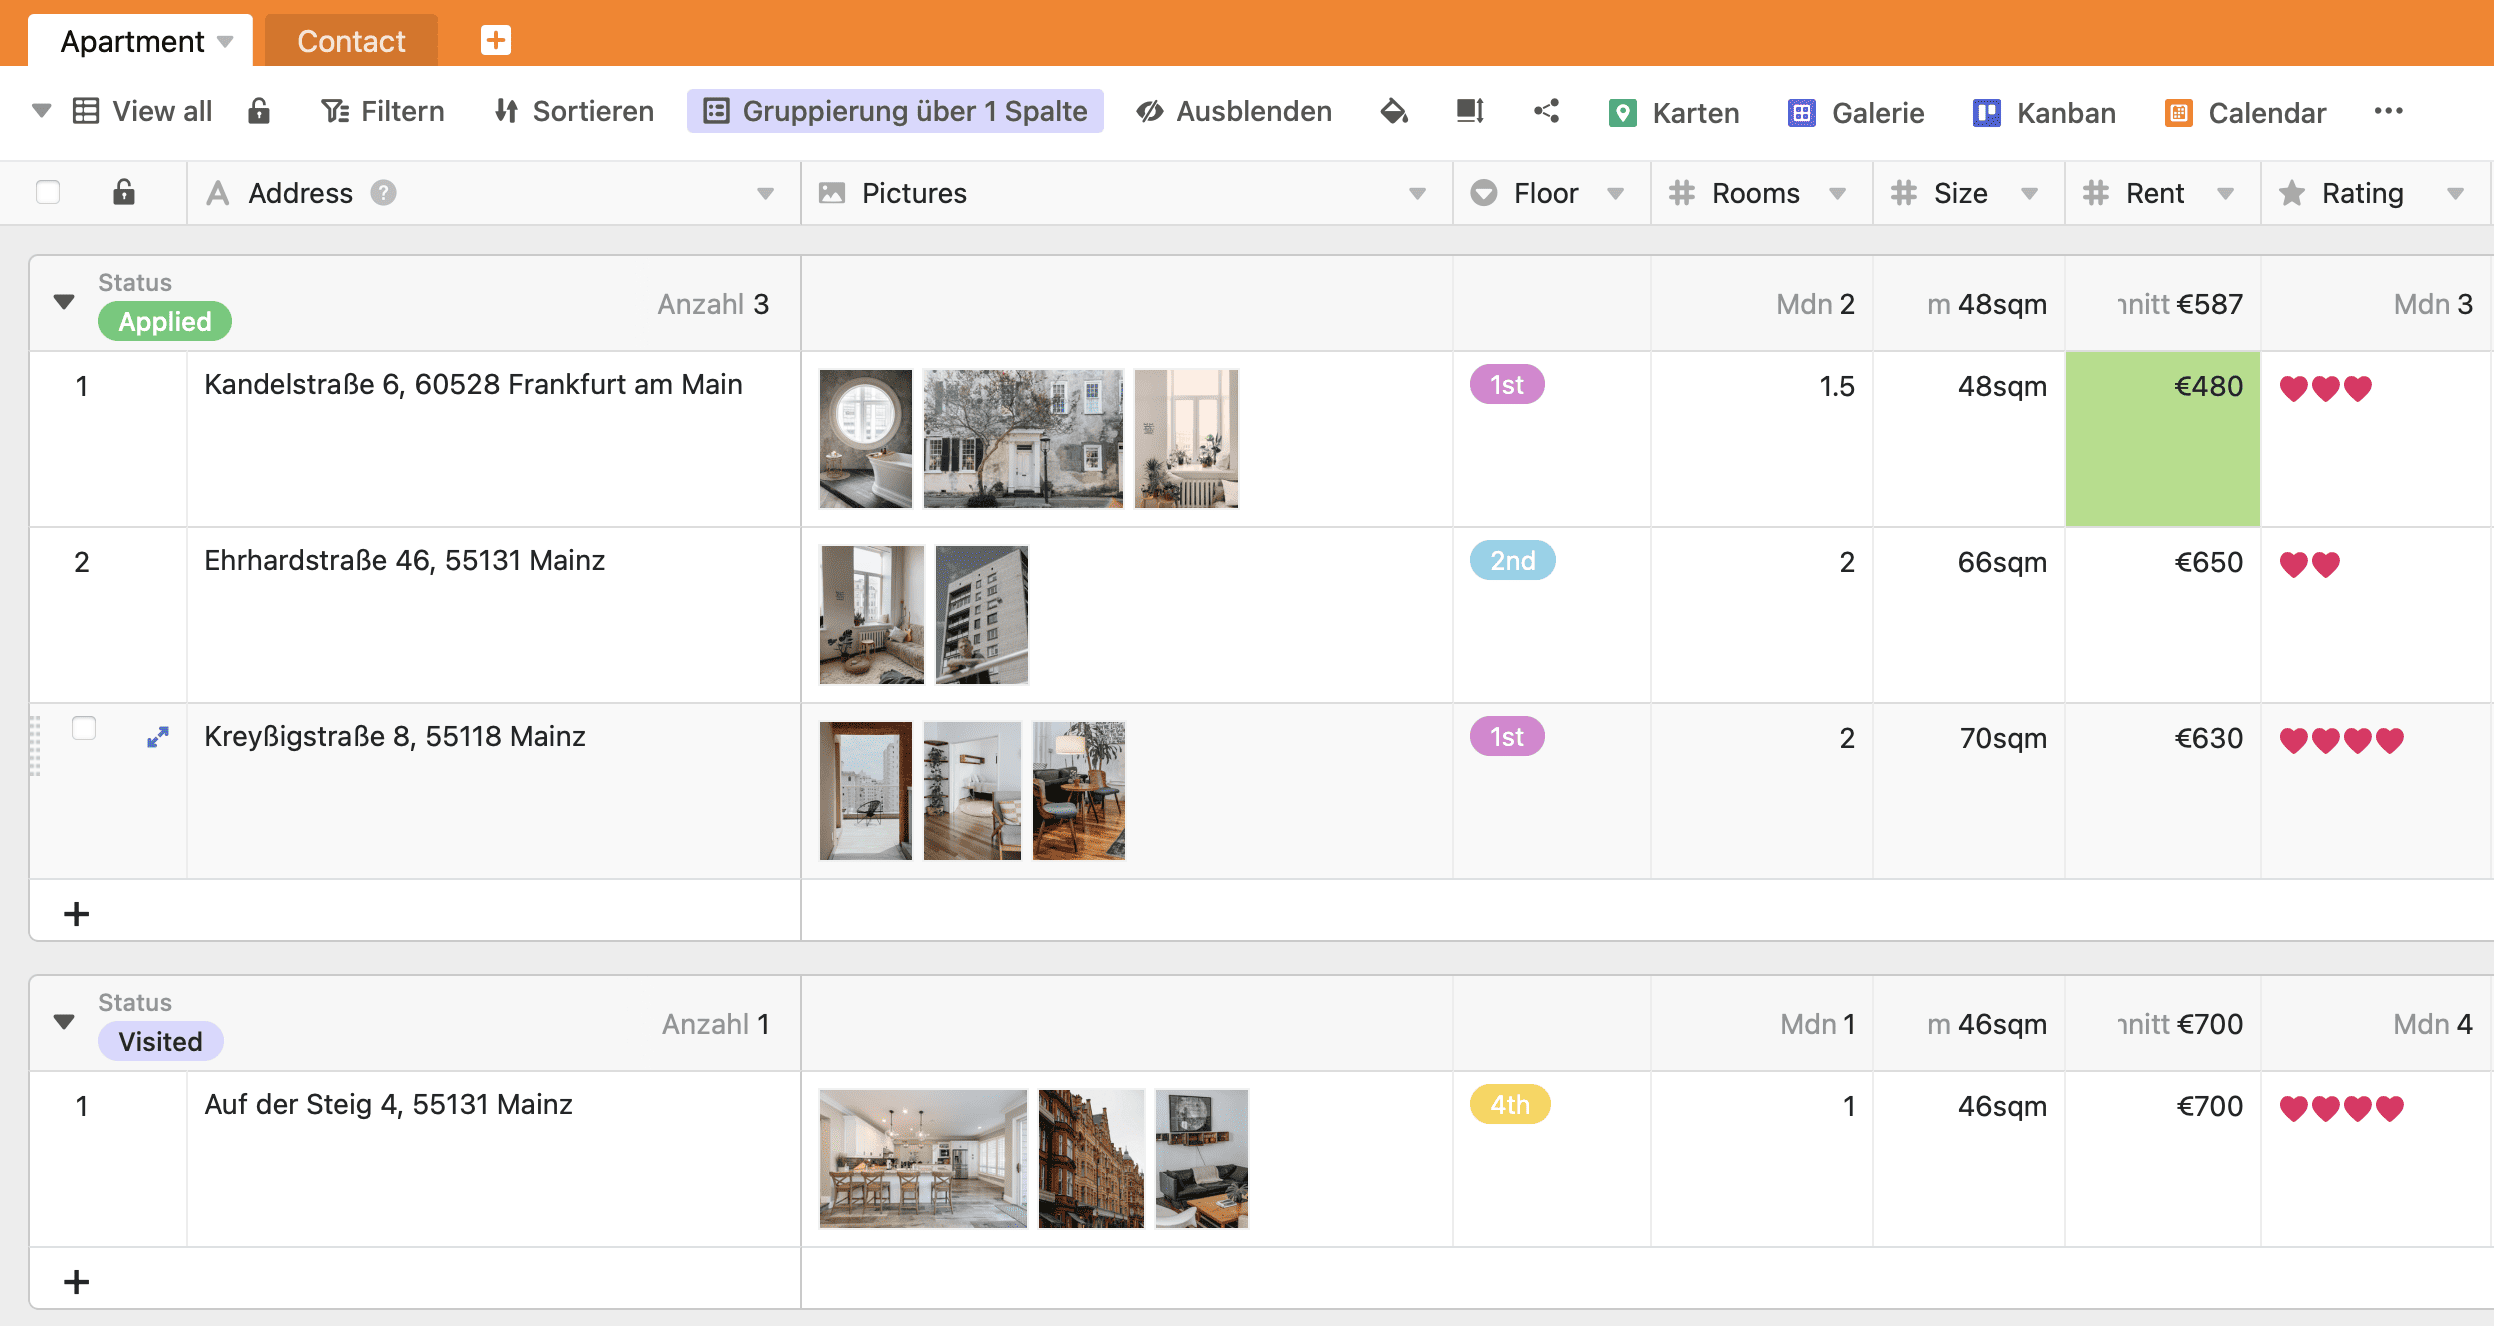 Apartment Contact
View all Filtern Sortieren Gruppierung über 1 Spalte Ausblenden Karten Galerie Kanban Calendar
Address ? Pictures Floor Rooms Size Rent Rating
Status
Applied
Anzahl 3 Mdn 2 m 48sqm nitt €587 Mdn 3
1 Kandelstraße 6, 60528 Frankfurt am Main 1st 1.5 48sqm €480
2 Ehrhardstraße 46, 55131 Mainz 2nd 2 66sqm €650
Kreyßigstraße 8, 55118 Mainz 1st 2 70sqm €630
Status
Visited
Anzahl 1 Mdn 1 m 46sqm nitt €700 Mdn 4
1 Auf der Steig 4, 55131 Mainz 4th 1 46sqm €700